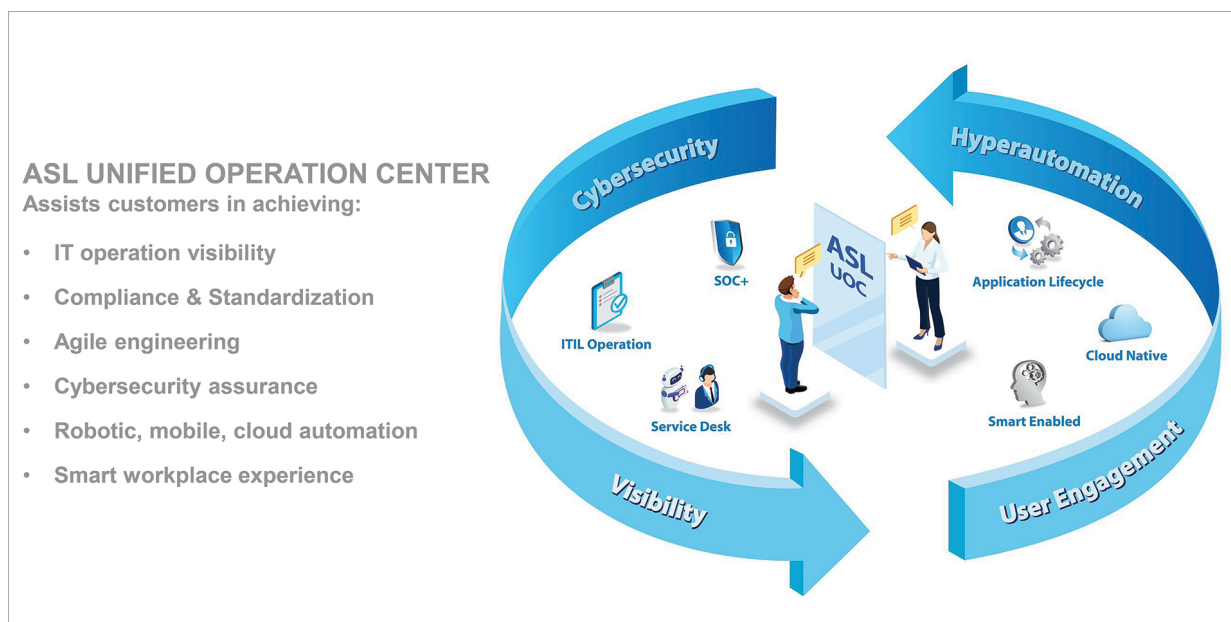 ASL UNIFIED OPERATION CENTER
Assists customers in achieving:
• IT operation visibility
• Compliance & Standardization
• Agile engineering
• Cybersecurity assurance
• Robotic, mobile, cloud automation
• Smart workplace experience
Cybersecurity
Hyperautomation
SOC+
ASL
UOC
Application Lifecycle
ITIL Operation
Cloud Native
Service Desk
Smart Enabled
Visibility
User Engagement